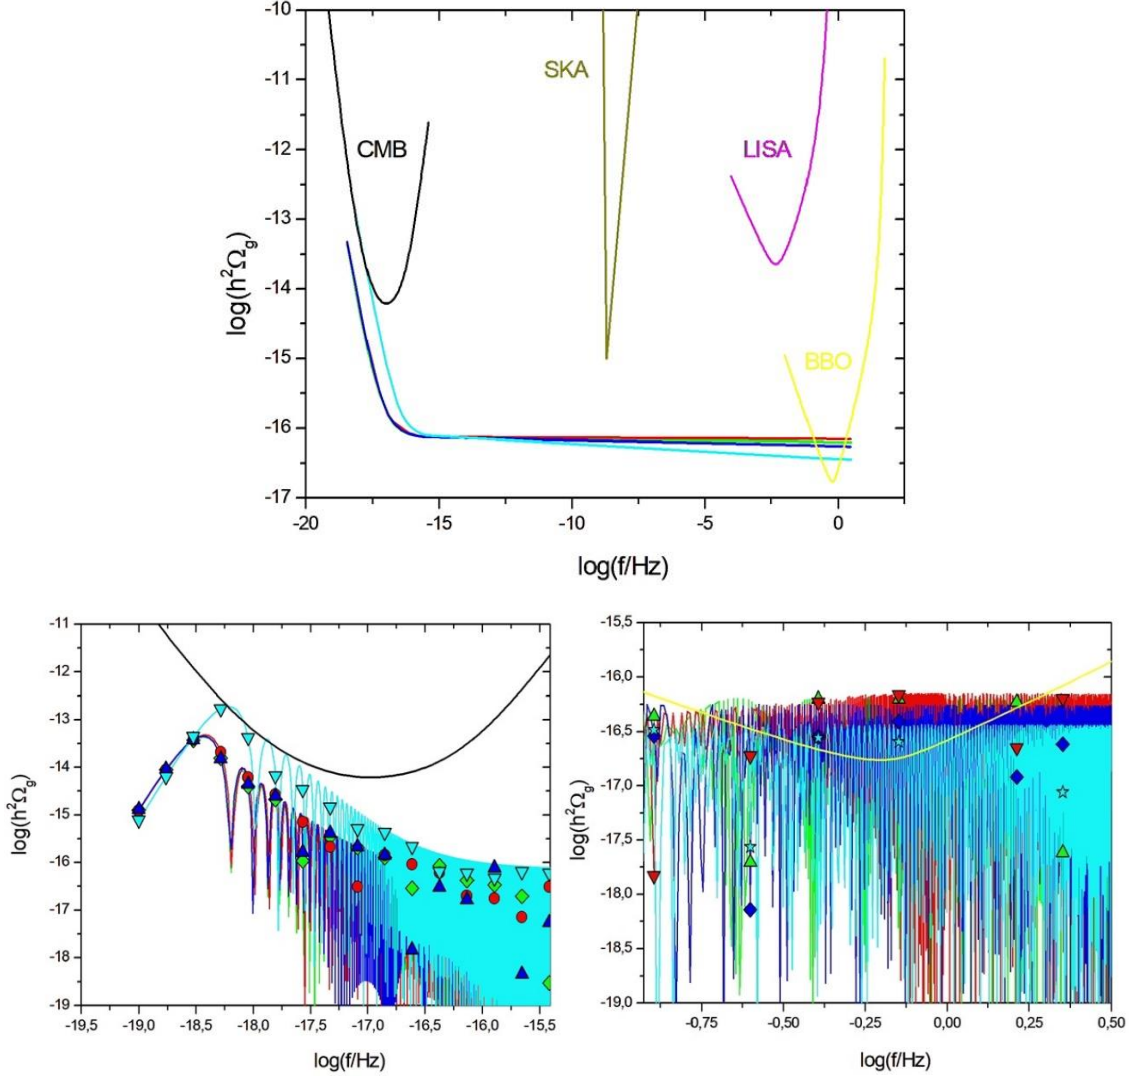 -10
-11
-12
-13
-14
-15
-16
-17
log(h²Ω_g)
CMB
SKA
LISA
BBO
-20 -15 -10 -5 0
log(f/Hz)
-11
-12
-13
-14
-15
-16
-17
-18
-19
log(h²Ω_g)
-19,5 -19,0 -18,5 -18,0 -17,5 -17,0 -16,5 -16,0 -15,5
log(f/Hz)
-15,5
-16,0
-16,5
-17,0
-17,5
-18,0
-18,5
-19,0
log(h²Ω_g)
-0,75 -0,50 -0,25 0,00 0,25 0,50
log(f/Hz)